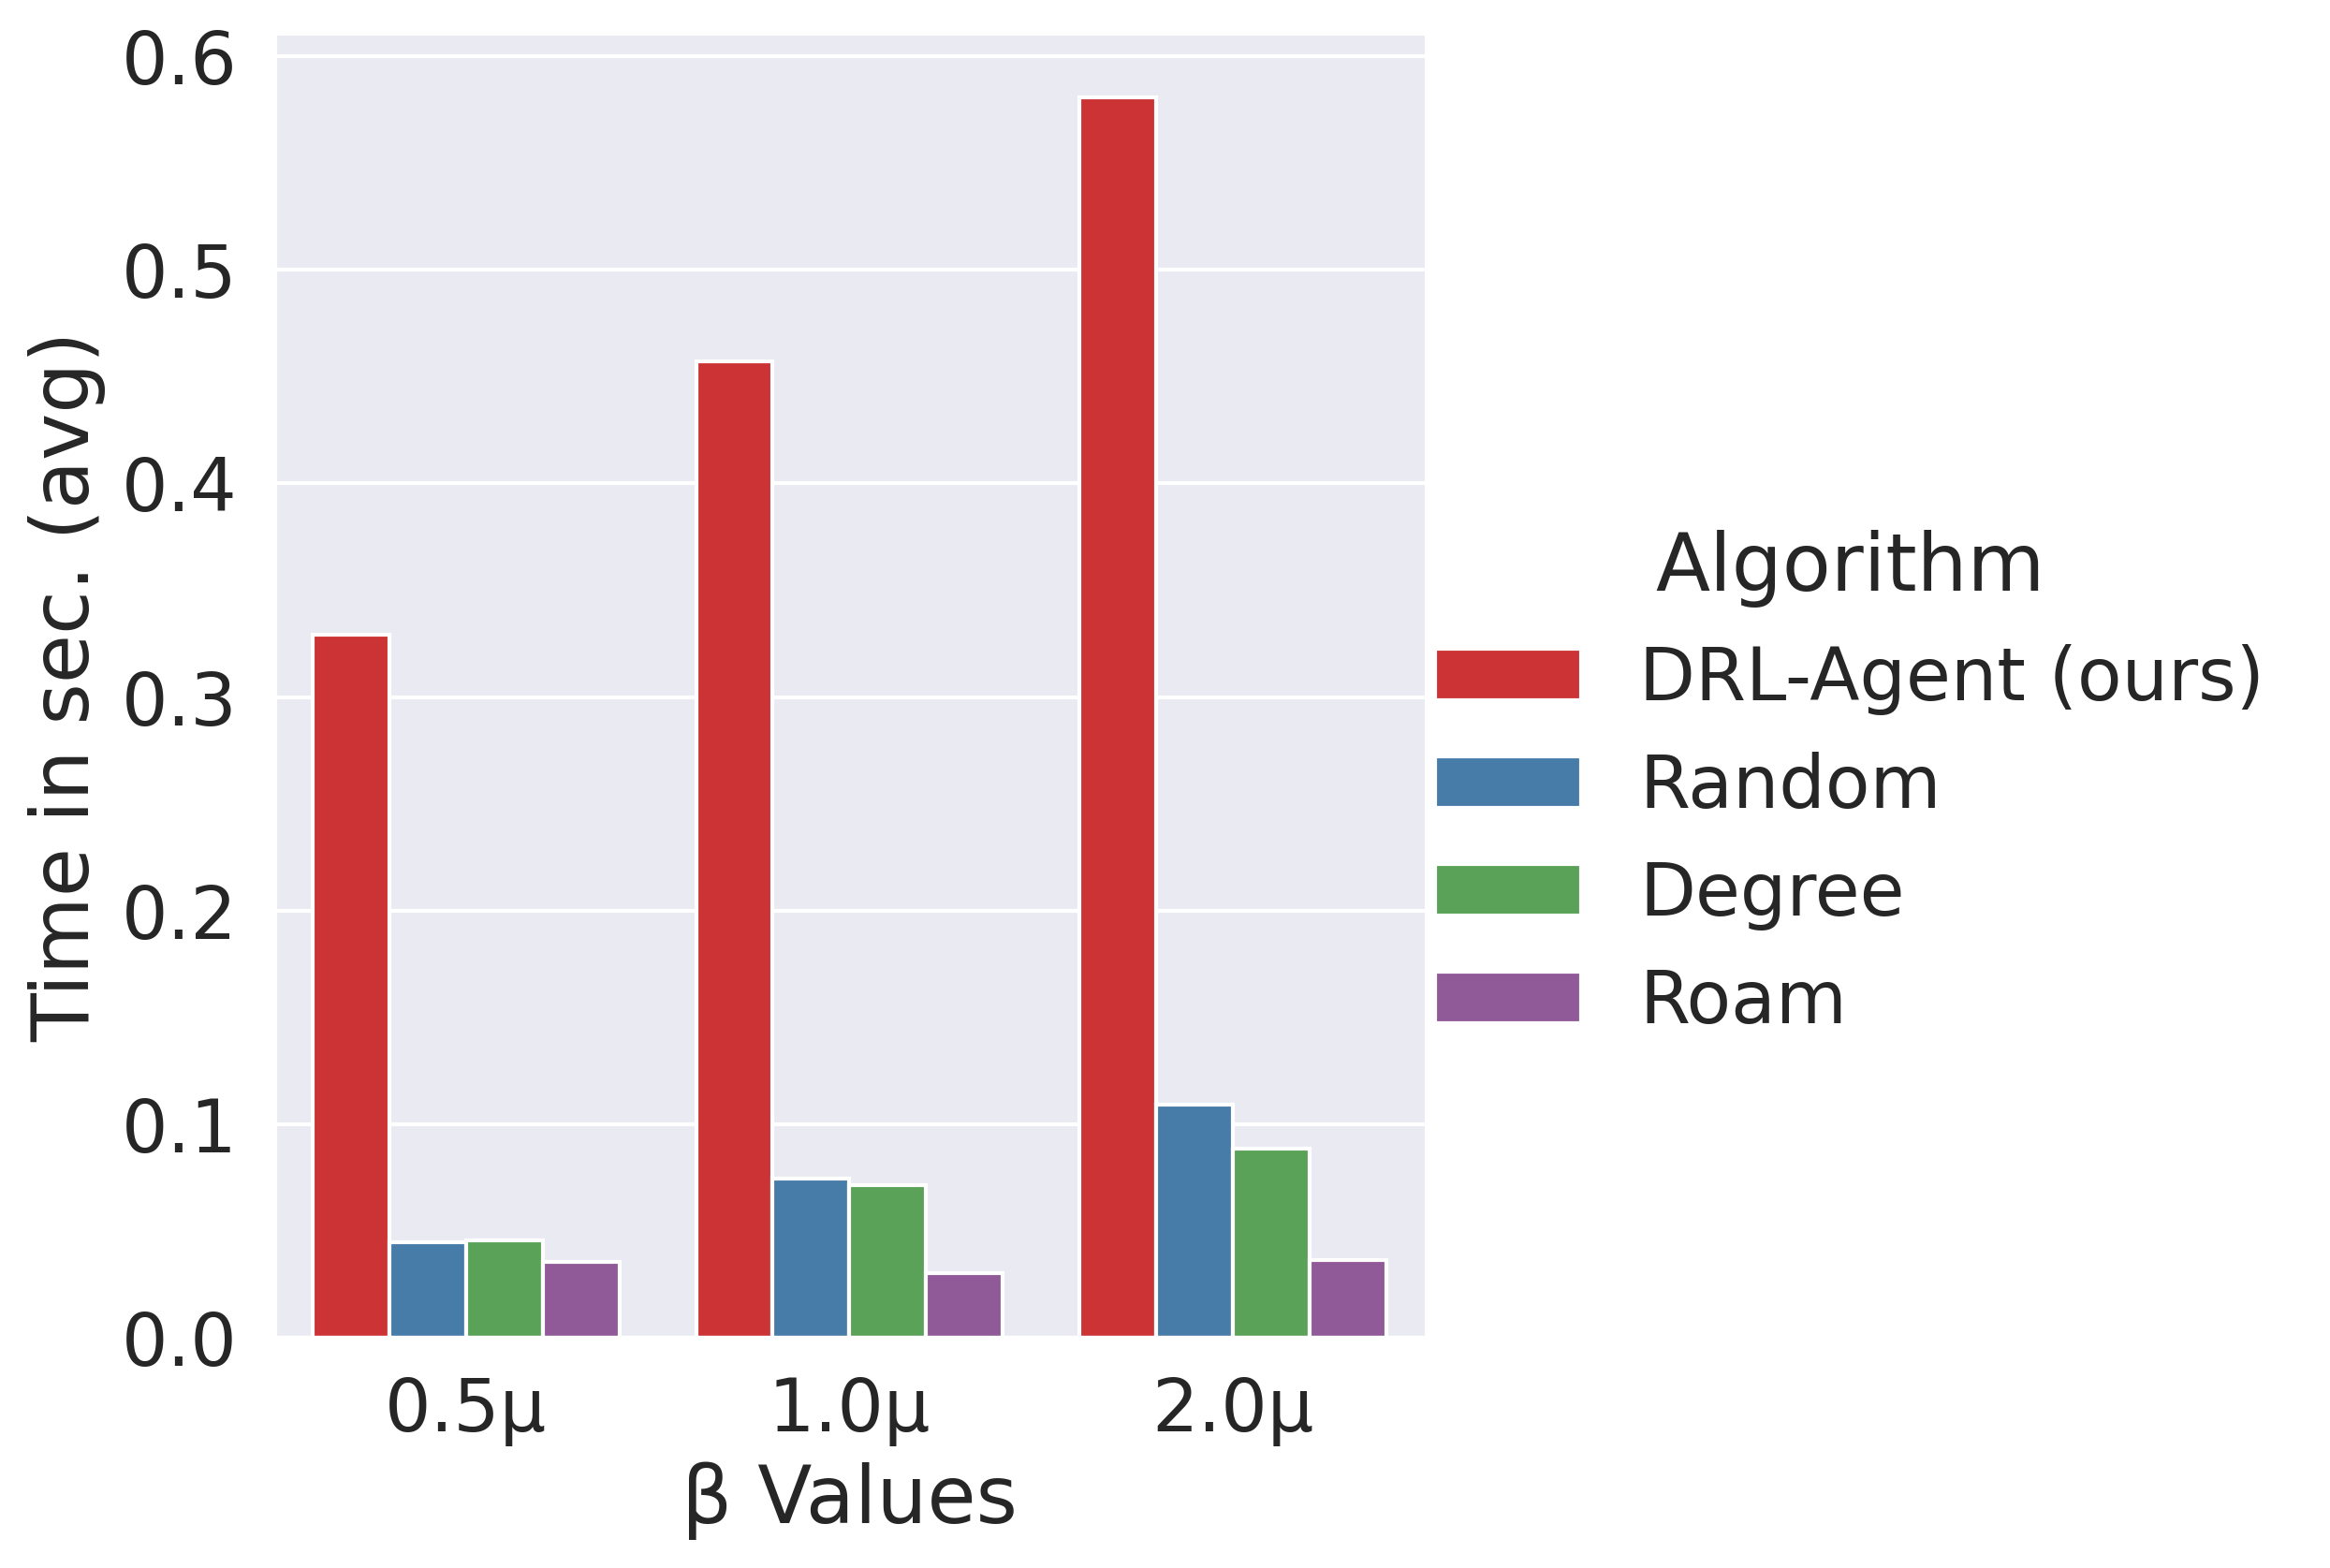 0.6
0.5
0.4
0.3
0.2
0.1
0.0
Time in sec. (avg)
0.5μ 1.0μ 2.0μ
β Values
Algorithm
DRL-Agent (ours)
Random
Degree
Roam